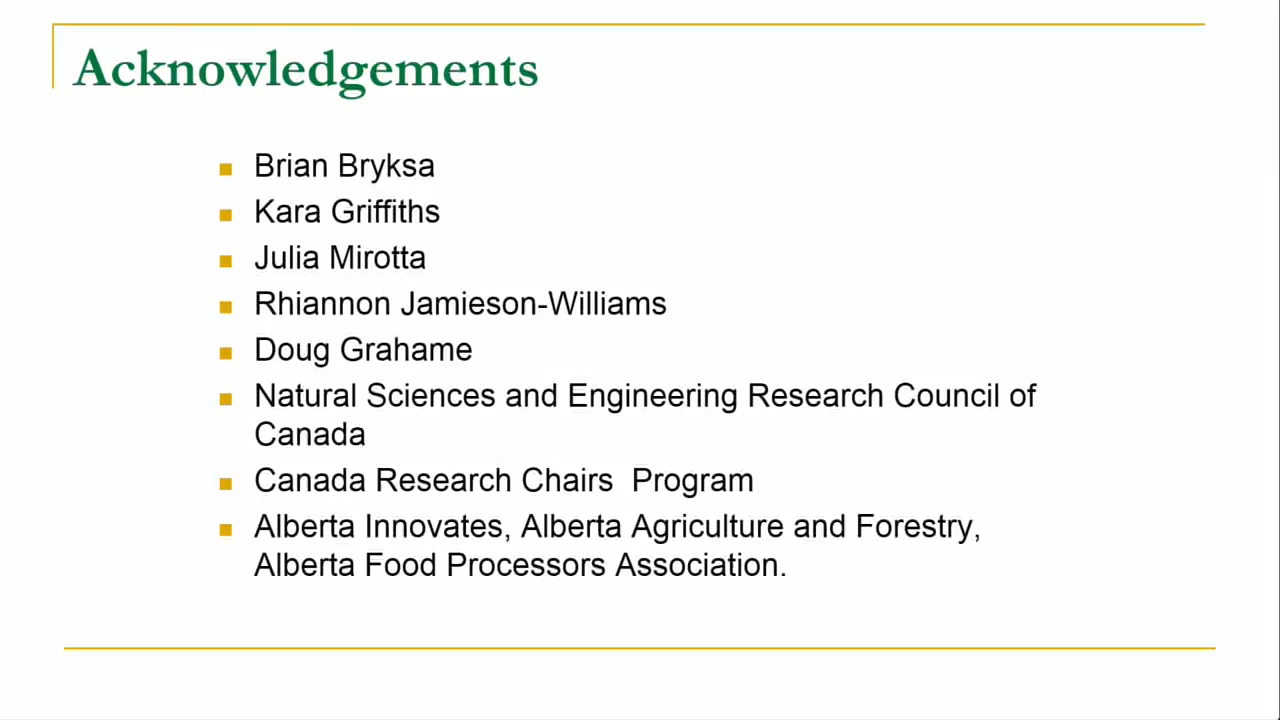 Acknowledgements
Brian Bryksa
Kara Griffiths
Julia Mirotta
Rhiannon Jamieson-Williams
Doug Grahame
Natural Sciences and Engineering Research Council of
Canada
Canada Research Chairs  Program
Alberta Innovates, Alberta Agriculture and Forestry,
Alberta Food Processors Association.